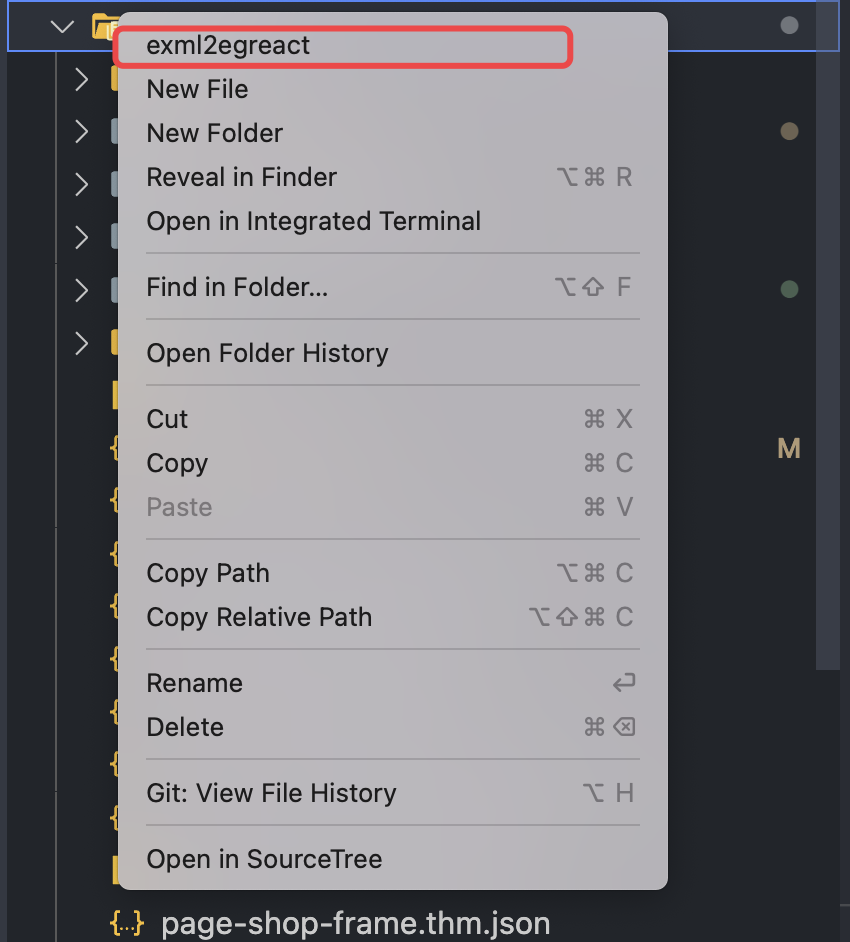 exml2egreact
New File
New Folder
Reveal in Finder ⌥⌘ R
Open in Integrated Terminal
Find in Folder... ⌥⇧ F
Open Folder History
Cut ⌘ X
Copy ⌘ C
Paste ⌘ V
Copy Path ⌥⌘ C
Copy Relative Path ⌥⇧⌘ C
Rename ↩
Delete ⌘⌫
Git: View File History ⌥ H
Open in SourceTree
M
{...} page-shop-frame.thm.json